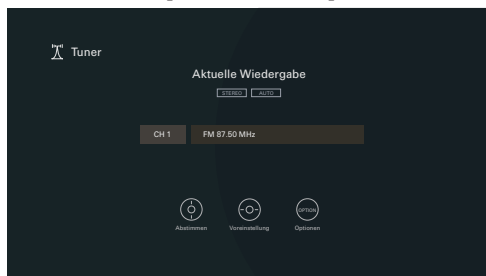 Tuner
Aktuelle Wiedergabe
STEREO AUTO
CH 1 FM 87.50 MHz
OPTION
Abstimmen Voreinstellung Optionen